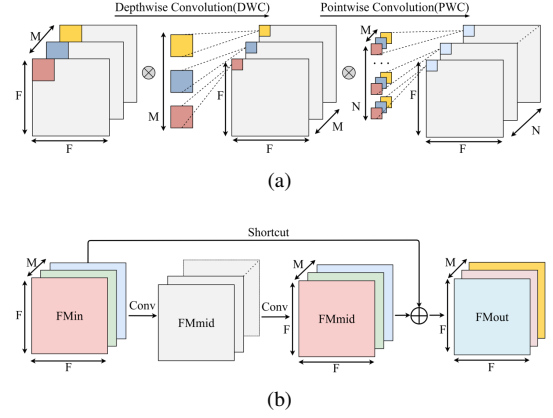 Depthwise Convolution(DWC) Pointwise Convolution(PWC)
M M
F M F ... N F
F F M F N
(a)
Shortcut
M M
F FMin Conv FMmid Conv F FMmid F FMout
F F F
(b)